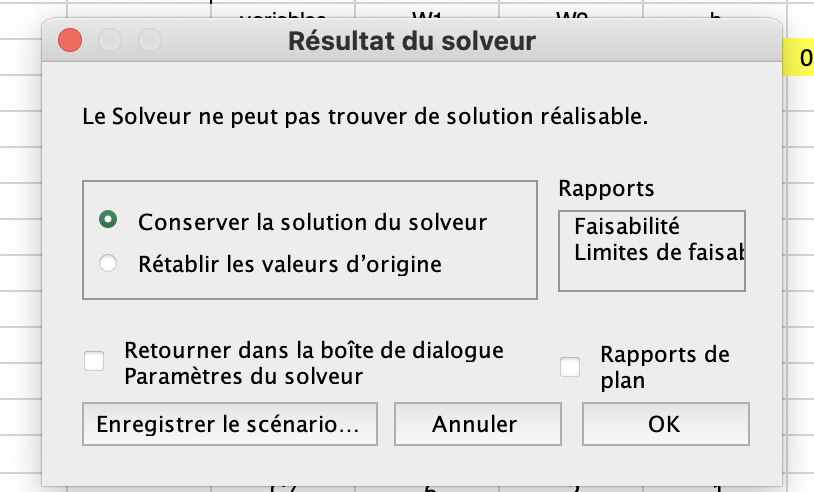 variables W1 W2 b
Résultat du solveur
0
Le Solveur ne peut pas trouver de solution réalisable.
Rapports
Conserver la solution du solveur
Faisabilité
Limites de faisab
Rétablir les valeurs d’origine
Retourner dans la boîte de dialogue
Paramètres du solveur
Rapports de
plan
Enregistrer le scénario...
Annuler
OK